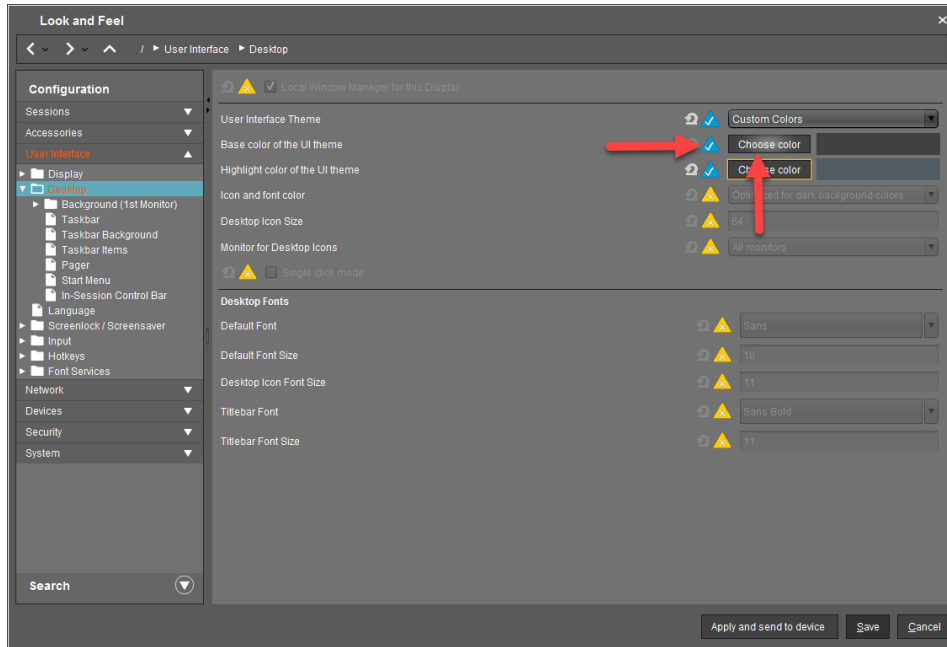 Look and Feel
/ User Interface Desktop
Configuration
Sessions
Accessories
User Interface
Display
Desktop
Background (1st Monitor)
Taskbar
Taskbar Background
Taskbar Items
Pager
Start Menu
In-Session Control Bar
Language
Screenlock / Screensaver
Input
Hotkeys
Font Services
Network
Devices
Security
System
Search
Local Window Manager for this Display
User Interface Theme Custom Colors
Base color of the UI theme Choose color
Highlight color of the UI theme Choose color
Icon and font color Optimized for dark background colors
Desktop Icon Size 64
Monitor for Desktop Icons All monitors
Single click mode
Desktop Fonts
Default Font Sans
Default Font Size 10
Desktop Icon Font Size 11
Titlebar Font Sans Bold
Titlebar Font Size 11
Apply and send to device Save Cancel